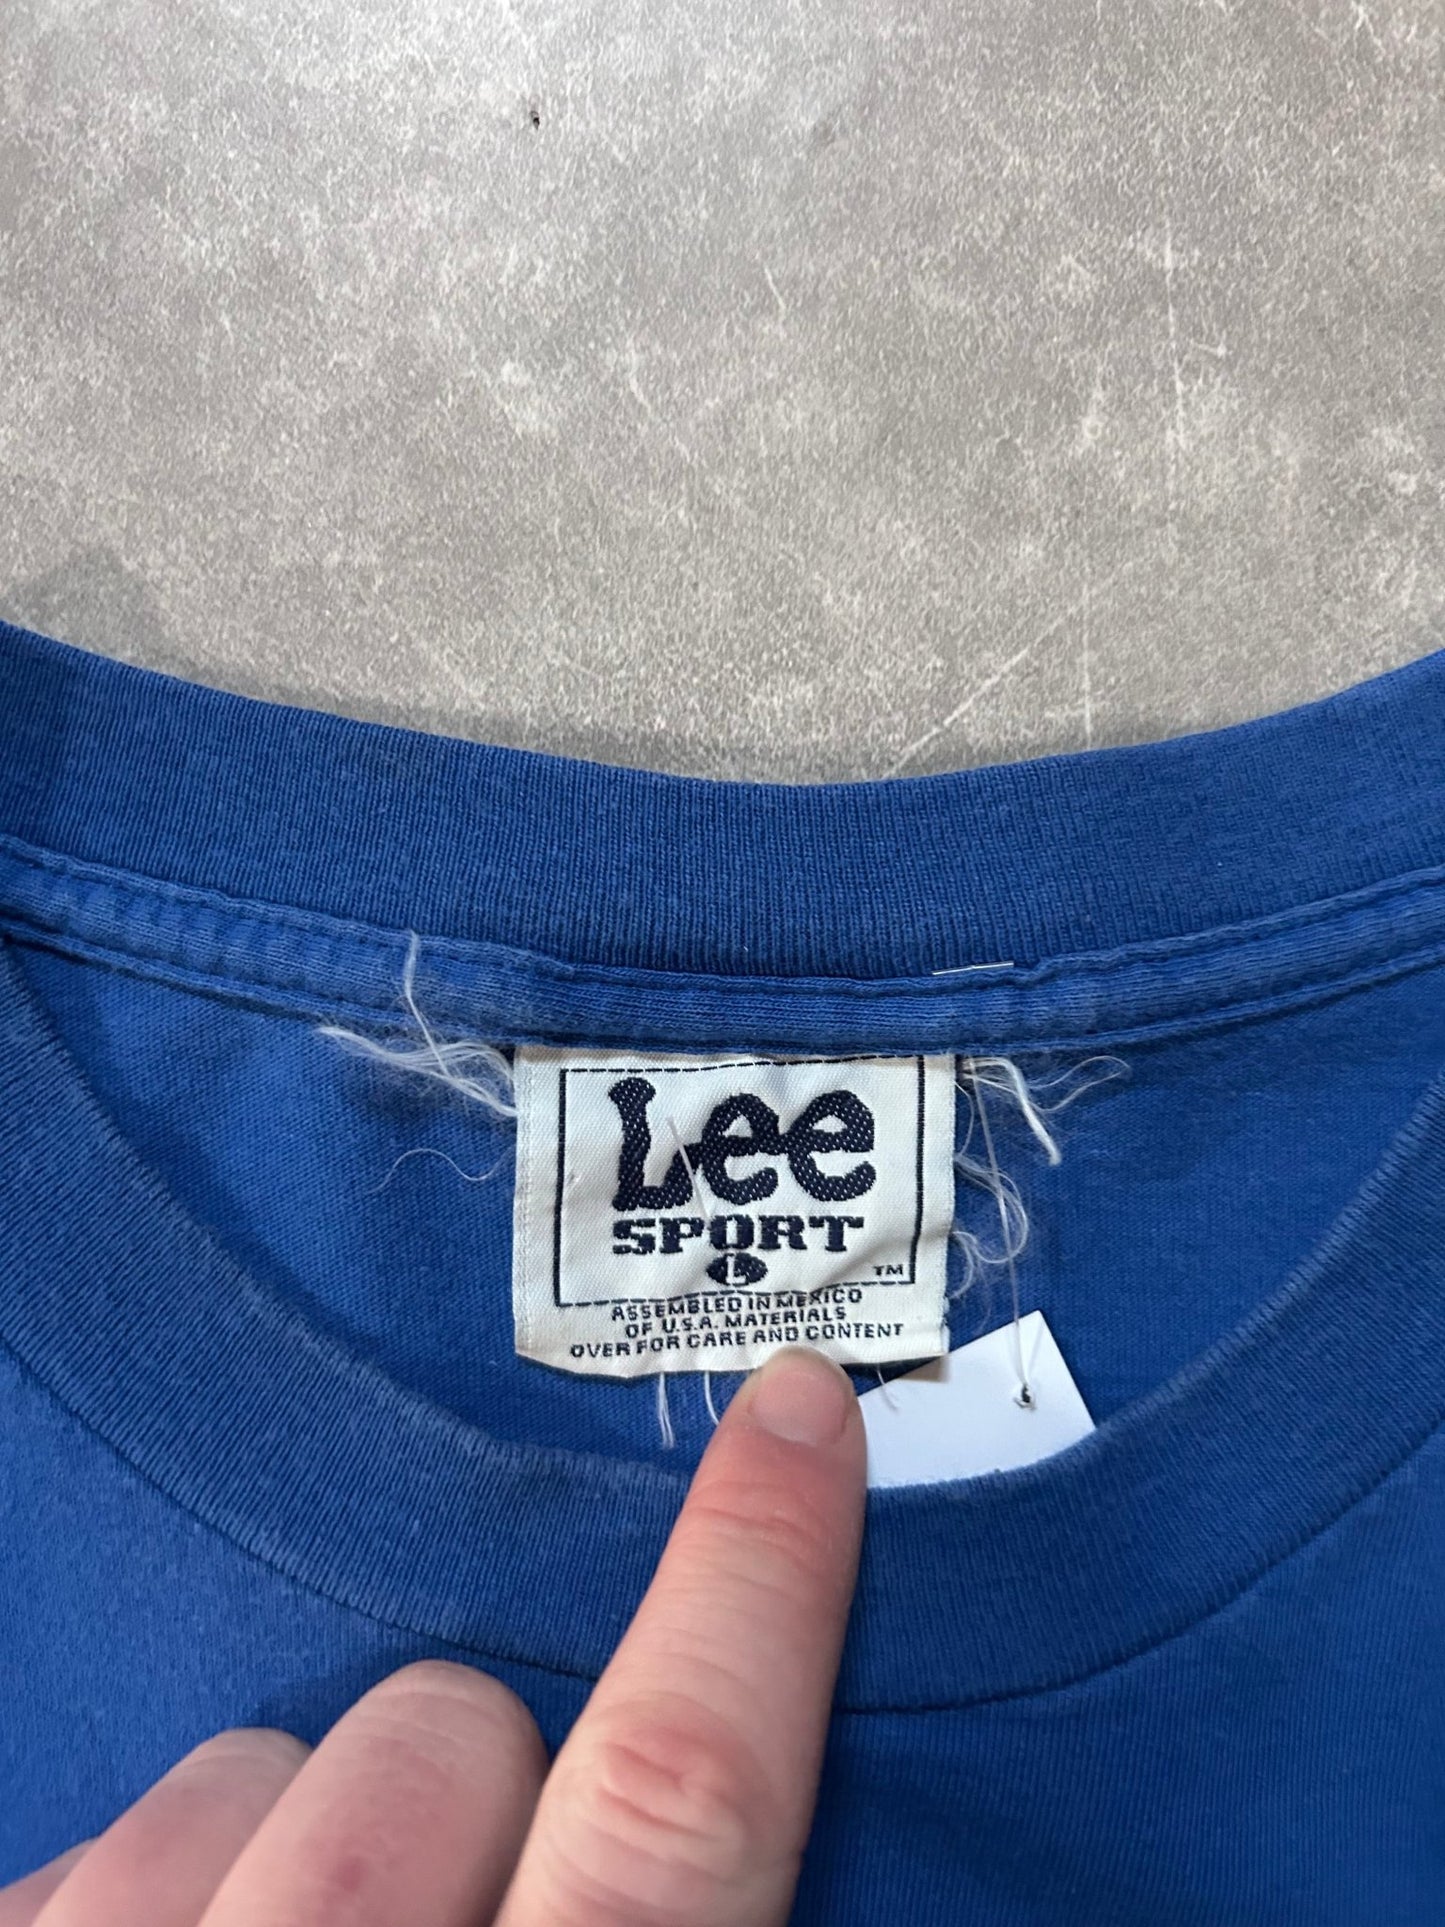 Lee
SPORT
L
TM
ASSEMBLED IN MEXICO
OF U.S.A. MATERIALS
OVER FOR CARE AND CONTENT